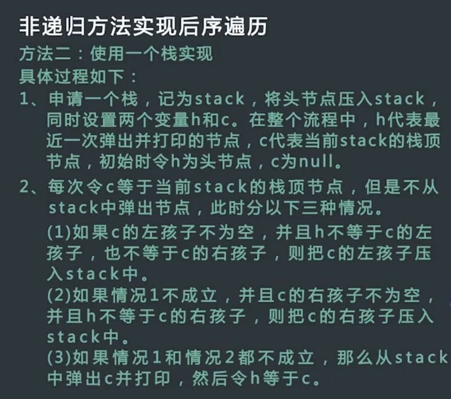 非递归方法实现后序遍历
方法二：使用一个栈实现
具体过程如下：
1、申请一个栈，记为stack，将头节点压入stack，
同时设置两个变量h和c。在整个流程中，h代表最
近一次弹出并打印的节点，c代表当前stack的栈顶
节点，初始时令h为头节点，c为null。
2、每次令c等于当前stack的栈顶节点，但是不从
stack中弹出节点，此时分以下三种情况。
(1)如果c的左孩子不为空，并且h不等于c的左
孩子，也不等于c的右孩子，则把c的左孩子压
入stack中。
(2)如果情况1不成立，并且c的右孩子不为空，
并且h不等于c的右孩子，则把c的右孩子压入
stack中。
(3)如果情况1和情况2都不成立，那么从stack
中弹出c并打印，然后令h等于c。